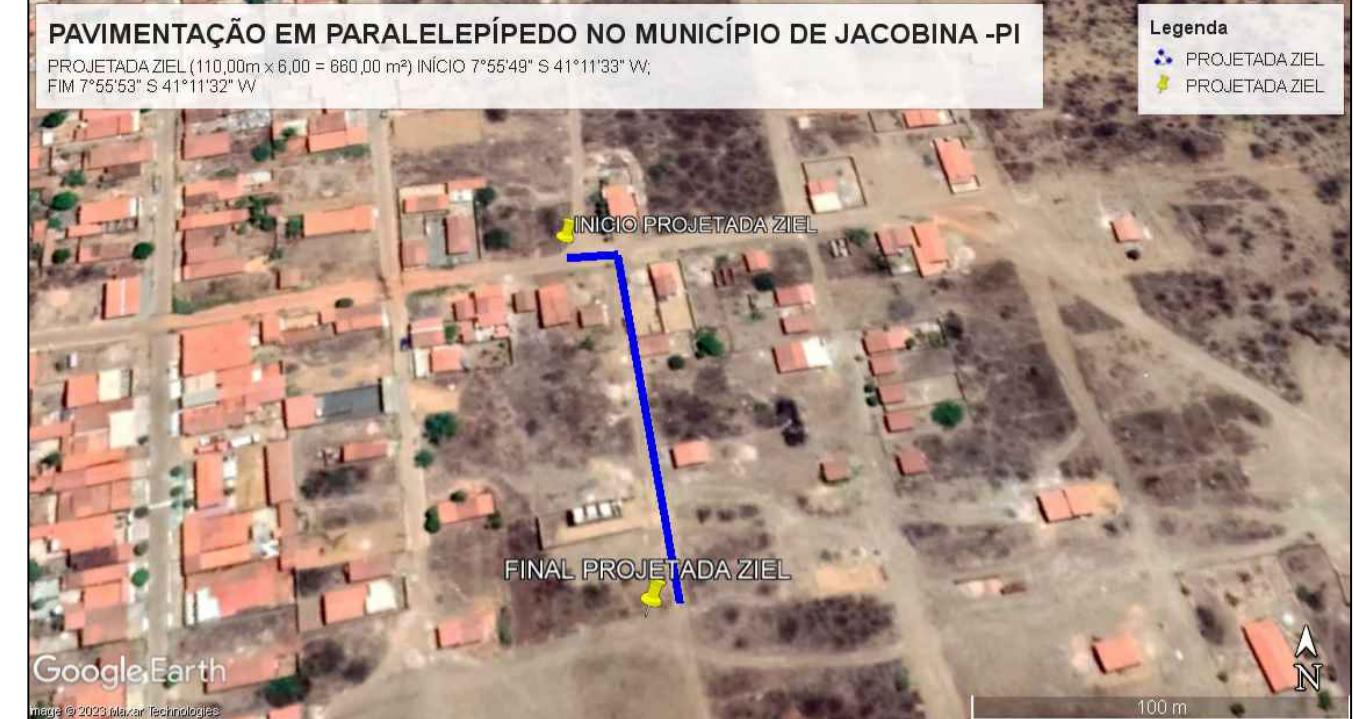 PAVIMENTAÇÃO EM PARALELEPÍPEDO NO MUNICÍPIO DE JACOBINA -PI
PROJETADA ZIEL (110,00m x 6,00 = 660,00 m²) INÍCIO 7°55'49" S 41°11'33" W;
FIM 7°55'53" S 41°11'32" W
Legenda
PROJETADA ZIEL
PROJETADA ZIEL
INICIO PROJETADA ZIEL
FINAL PROJETADA ZIEL
Google Earth
Image © 2023 Maxar Technologies
N
100 m